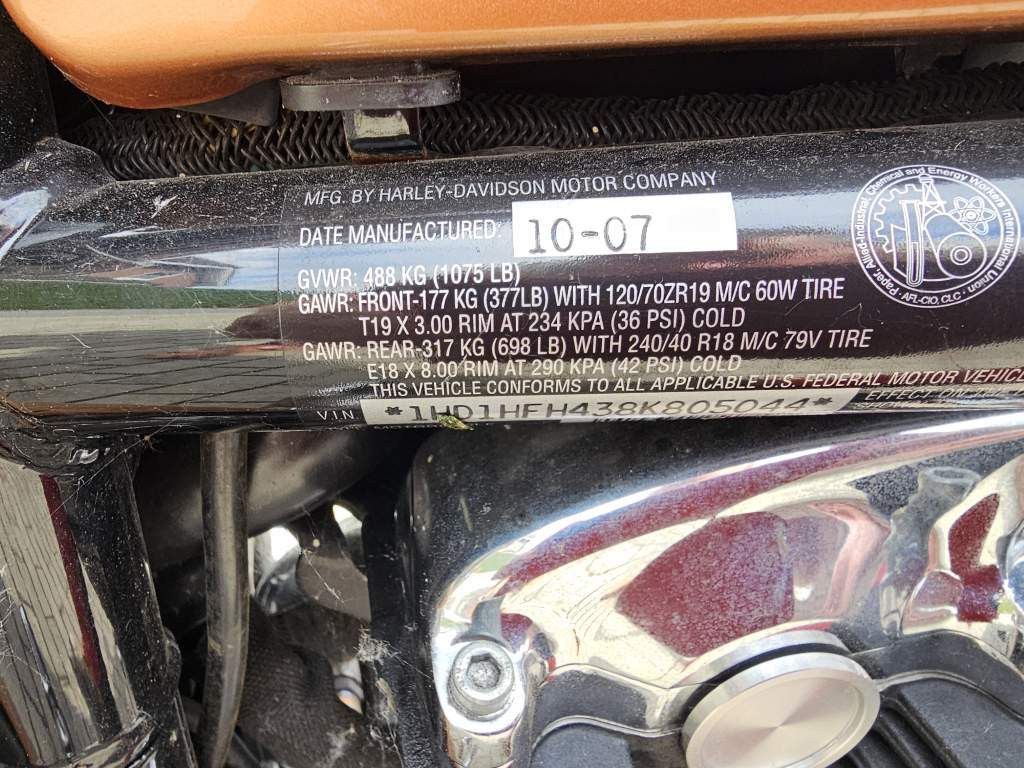 MFG. BY HARLEY-DAVIDSON MOTOR COMPANY
DATE MANUFACTURED: 10-07
GVWR: 488 KG (1075 LB)
GAWR: FRONT-177 KG (377LB) WITH 120/70ZR19 M/C 60W TIRE
T19 X 3.00 RIM AT 234 KPA (36 PSI) COLD
GAWR: REAR-317 KG (698 LB) WITH 240/40 R18 M/C 79V TIRE
E18 X 8.00 RIM AT 290 KPA (42 PSI) COLD
THIS VEHICLE CONFORMS TO ALL APPLICABLE U.S. FEDERAL MOTOR VEHICL
EFFECT ON
V.I.N. *1HD1HFH438K805044*
Paper, Allied-Industrial, Chemical and Energy Workers International Union
AFL-CIO, CLC